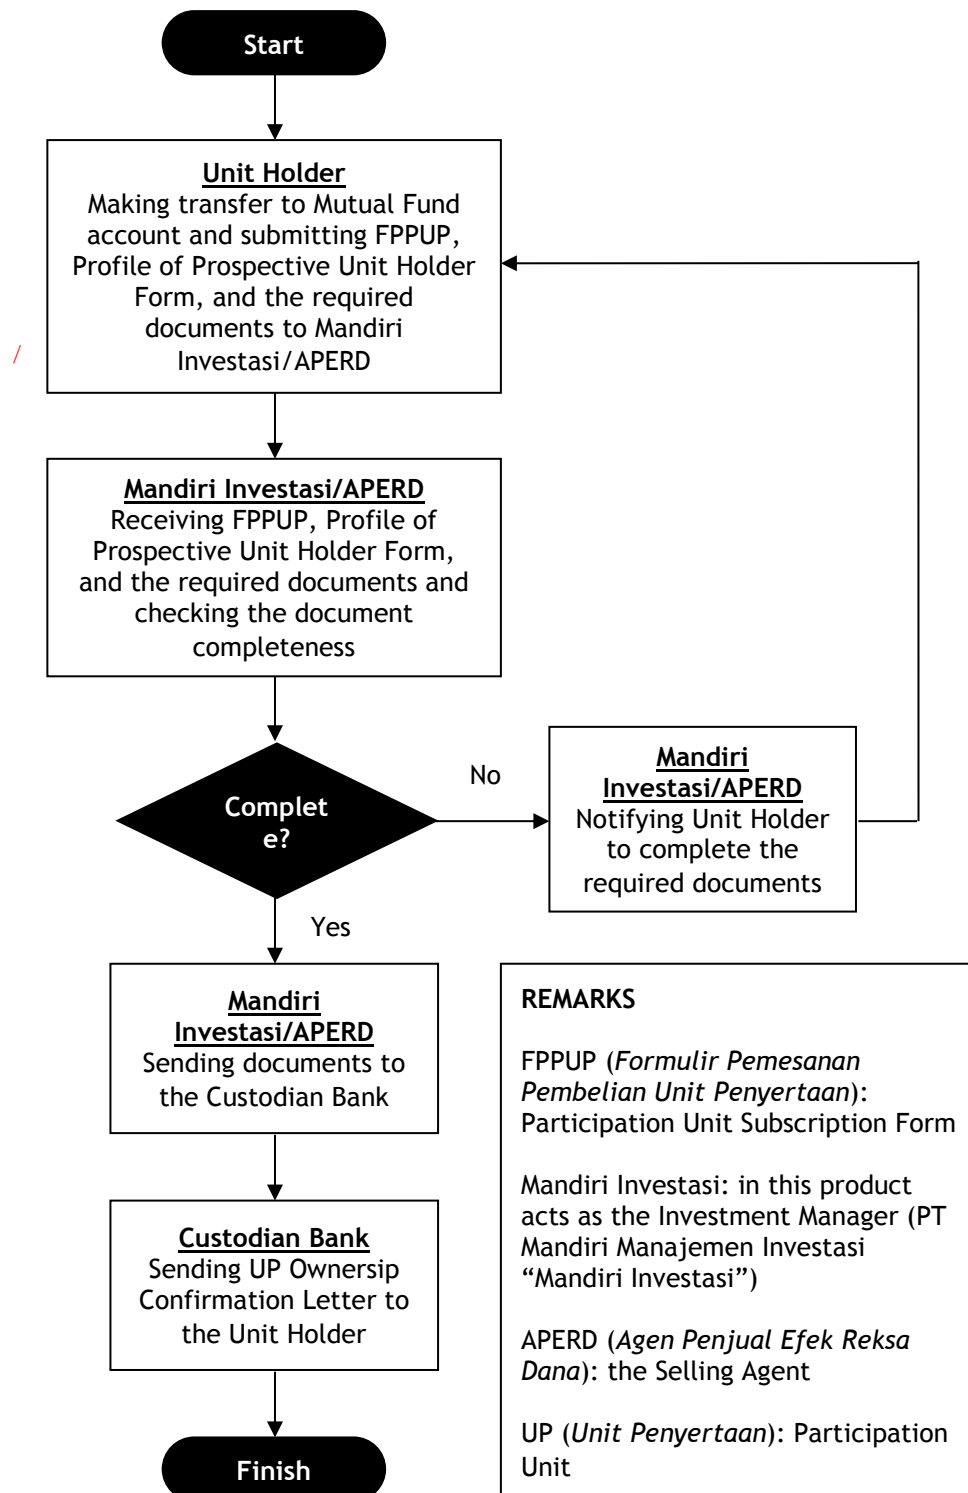 Start
Unit Holder
Making transfer to Mutual Fund
account and submitting FPPUP,
Profile of Prospective Unit Holder
Form, and the required
documents to Mandiri
Investasi/APERD
/
Mandiri Investasi/APERD
Receiving FPPUP, Profile of
Prospective Unit Holder Form,
and the required documents and
checking the document
completeness
Complet
e?
No
Mandiri
Investasi/APERD
Notifying Unit Holder
to complete the
required documents
Yes
Mandiri
Investasi/APERD
Sending documents to
the Custodian Bank
Custodian Bank
Sending UP Ownersip
Confirmation Letter to
the Unit Holder
Finish
REMARKS
FPPUP (Formulir Pemesanan
Pembelian Unit Penyertaan):
Participation Unit Subscription Form
Mandiri Investasi: in this product
acts as the Investment Manager (PT
Mandiri Manajemen Investasi
“Mandiri Investasi”)
APERD (Agen Penjual Efek Reksa
Dana): the Selling Agent
UP (Unit Penyertaan): Participation
Unit